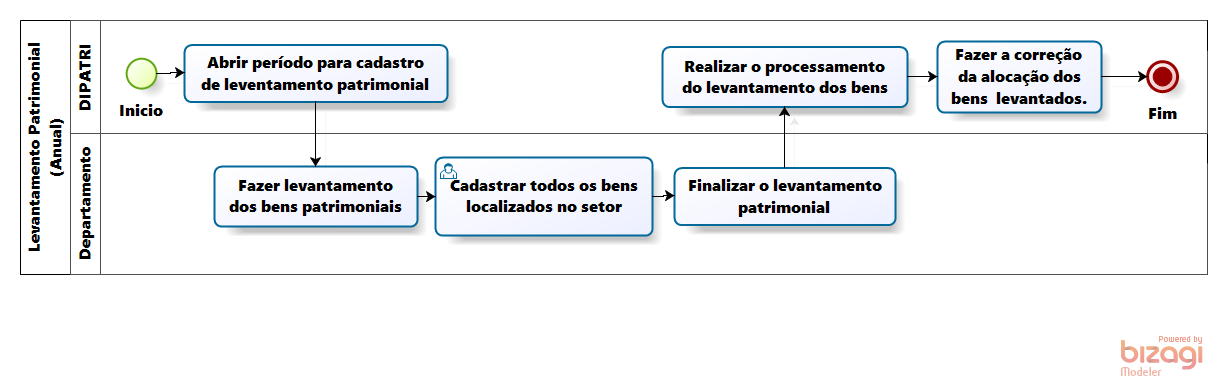 Levantamento Patrimonial
(Anual)
DIPATRI
Inicio
Abrir período para cadastro
de leventamento patrimonial
Realizar o processamento
do levantamento dos bens
Fazer a correção
da alocação dos
bens levantados.
Fim
Departamento
Fazer levantamento
dos bens patrimoniais
Cadastrar todos os bens
localizados no setor
Finalizar o levantamento
patrimonial
Powered by
bizagi
Modeler